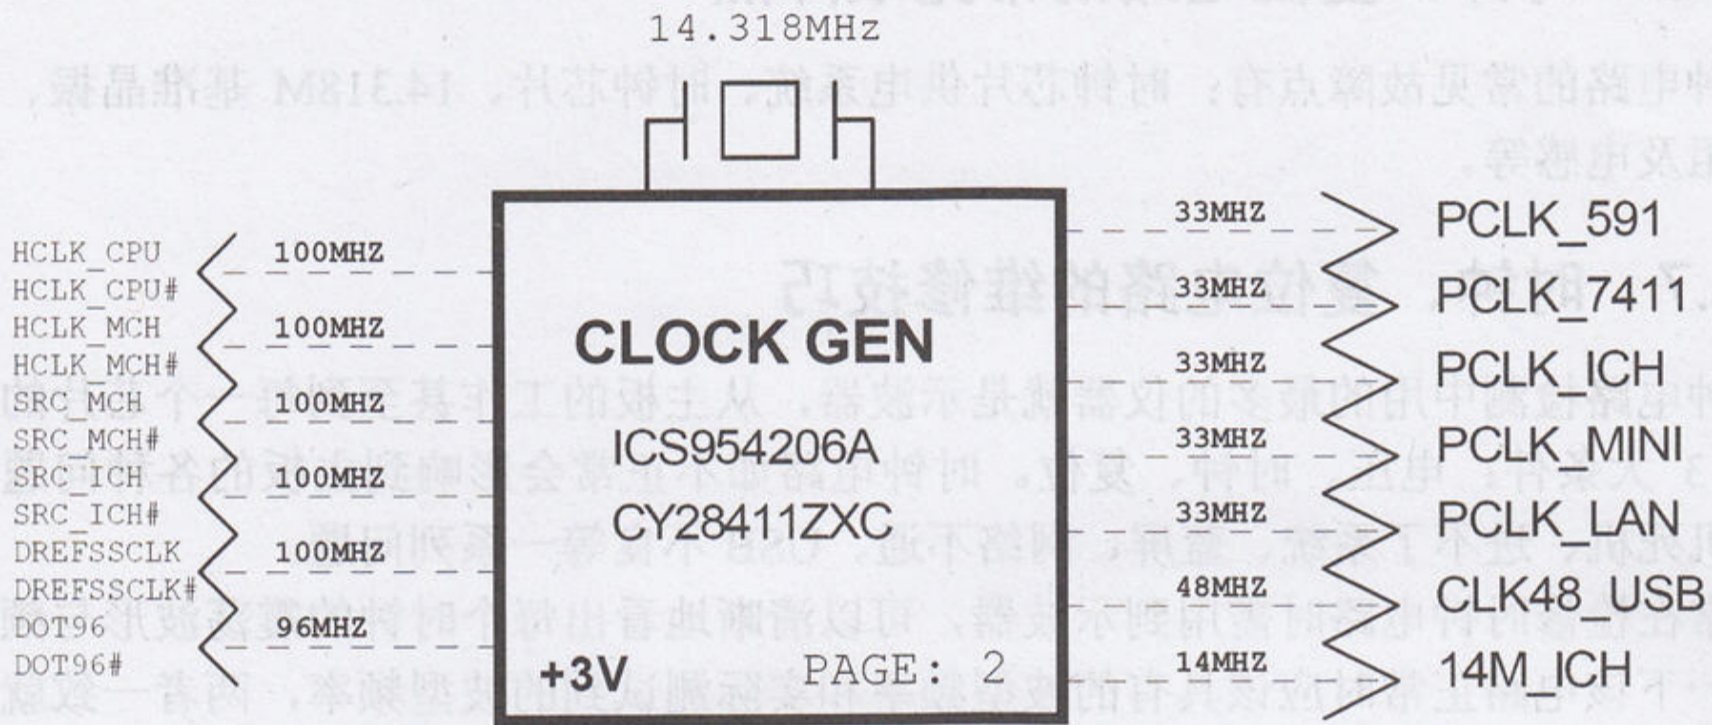 14.318MHz
HCLK_CPU
HCLK_CPU#
HCLK_MCH
HCLK_MCH#
SRC_MCH
SRC_MCH#
SRC_ICH
SRC_ICH#
DREFSSCLK
DREFSSCLK#
DOT96
DOT96#
100MHZ
100MHZ
100MHZ
100MHZ
100MHZ
96MHZ
CLOCK GEN
ICS954206A
CY28411ZXC
+3V PAGE: 2
33MHZ PCLK_591
33MHZ PCLK_7411
33MHZ PCLK_ICH
33MHZ PCLK_MINI
33MHZ PCLK_LAN
48MHZ CLK48_USB
14MHZ 14M_ICH